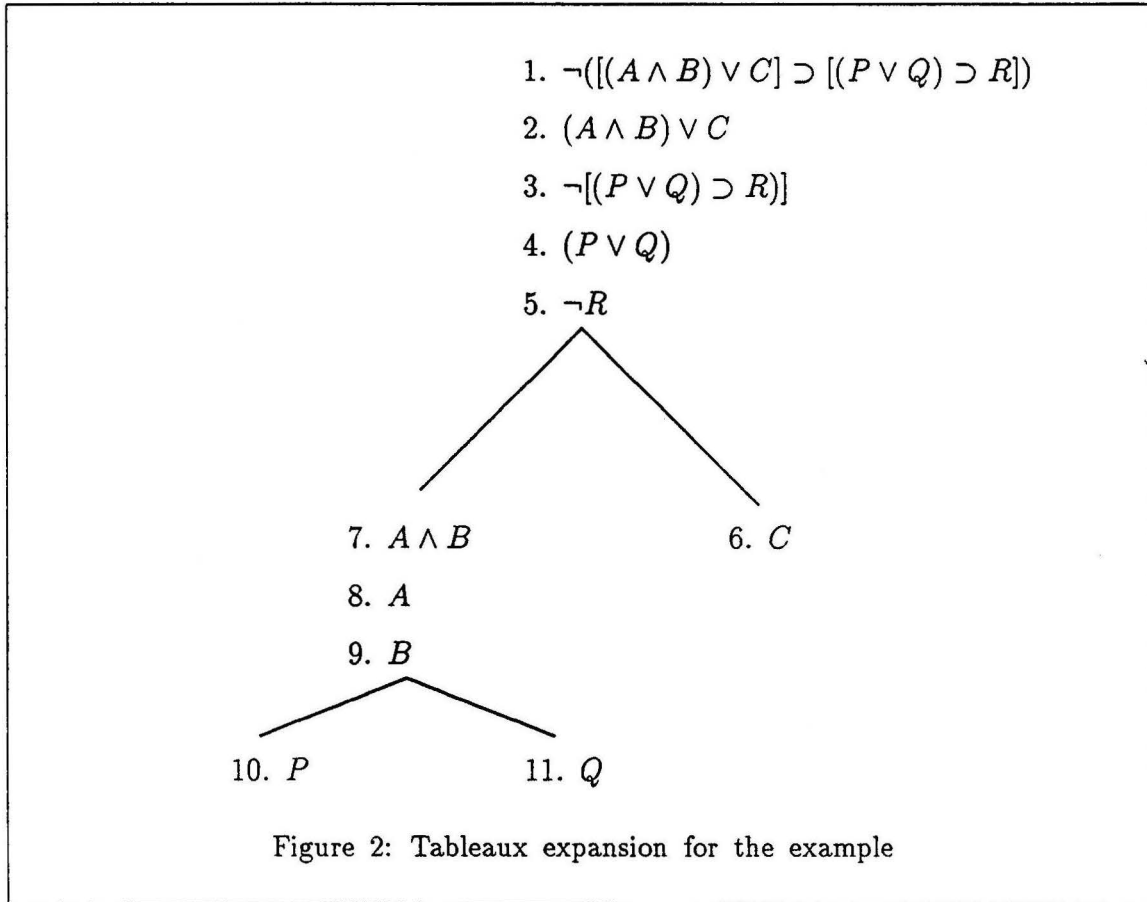 1. ¬([(A ∧ B) ∨ C] ⊃ [(P ∨ Q) ⊃ R])
2. (A ∧ B) ∨ C
3. ¬[(P ∨ Q) ⊃ R)]
4. (P ∨ Q)
5. ¬R
7. A ∧ B 6. C
8. A
9. B
10. P 11. Q
Figure 2: Tableaux expansion for the example